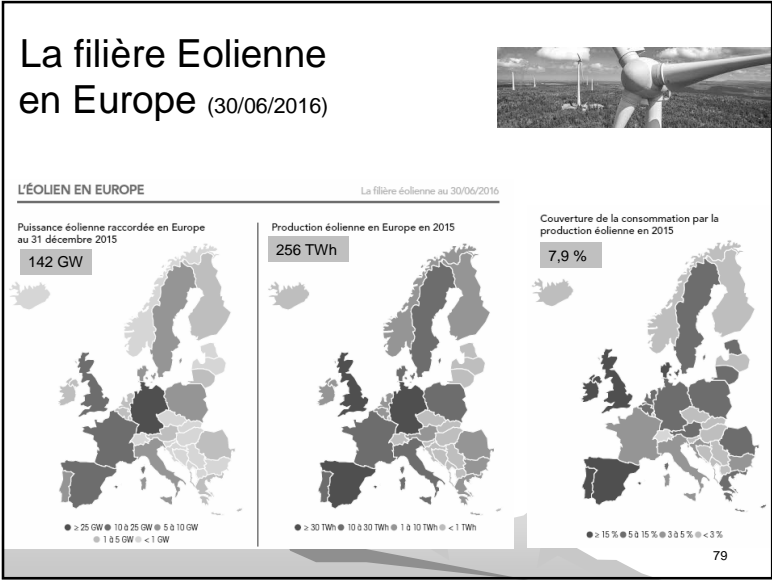 La filière Eolienne
en Europe (30/06/2016)
L'ÉOLIEN EN EUROPE
La filière éolienne au 30/06/2016
Puissance éolienne raccordée en Europe
au 31 décembre 2015
142 GW
≥ 25 GW 10 à 25 GW 5 à 10 GW
1 à 5 GW < 1 GW
Production éolienne en Europe en 2015
256 TWh
≥ 30 TWh 10 à 30 TWh 1 à 10 TWh < 1 TWh
Couverture de la consommation par la
production éolienne en 2015
7,9 %
≥ 15 % 5 à 15 % 3 à 5 % < 3 %
79